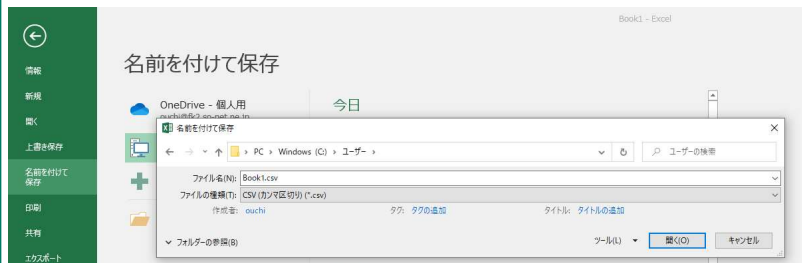 Book1 - Excel
情報
新規
開く
上書き保存
名前を付けて
保存
印刷
共有
エクスポート
名前を付けて保存
OneDrive - 個人用
ouchi@fk2.so-net.ne.jp
今日
名前を付けて保存
PC › Windows (C:) › ユーザー ›
ユーザーの検索
ファイル名(N): Book1.csv
ファイルの種類(T): CSV (カンマ区切り) (*.csv)
作成者: ouchi タグ: タグの追加 タイトル: タイトルの追加
フォルダーの参照(B)
ツール(L) 開く(O) キャンセル